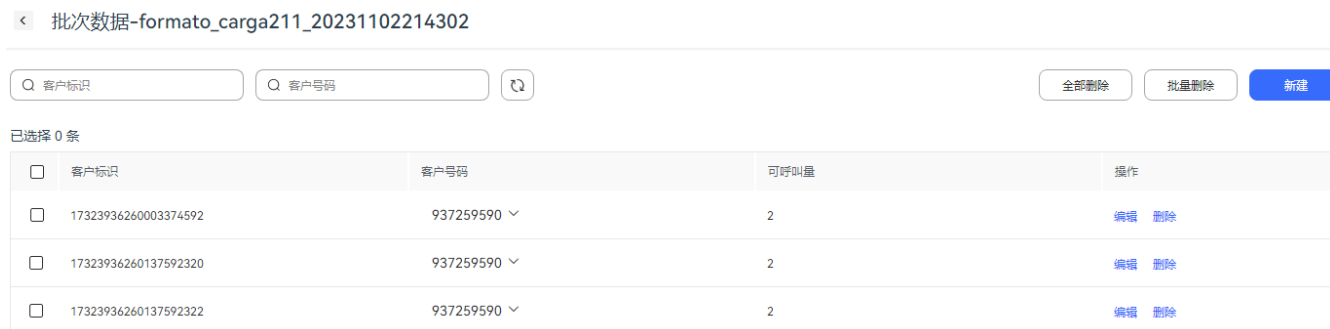 批次数据-formato_carga211_20231102214302
客户标识 客户号码 全部删除 批量删除 新建
已选择 0 条
客户标识 客户号码 可呼叫量 操作
17323936260003374592 937259590 2 编辑 删除
17323936260137592320 937259590 2 编辑 删除
17323936260137592322 937259590 2 编辑 删除